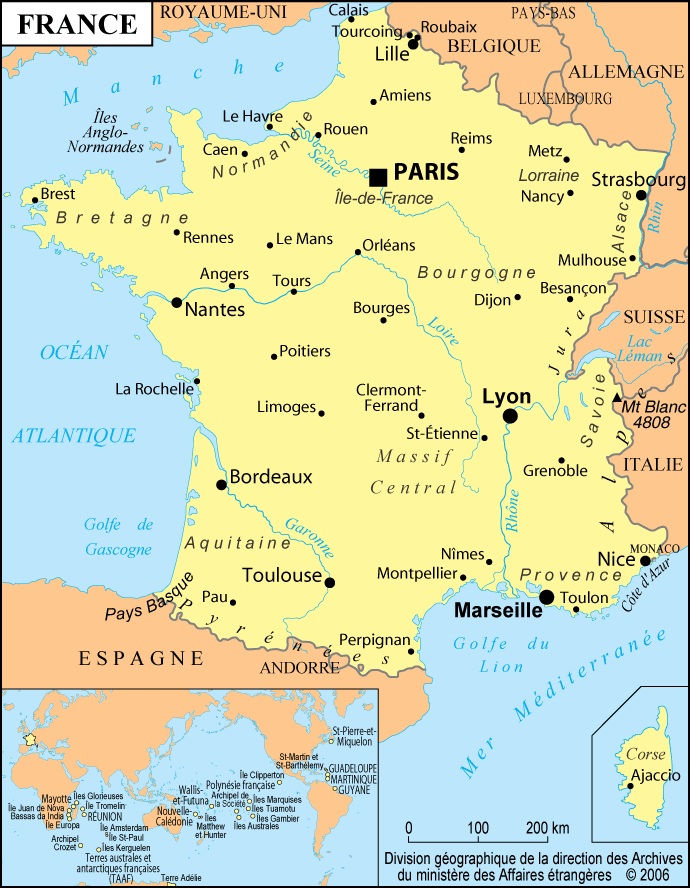 FRANCE
ROYAUME-UNI
Calais
PAYS-BAS
Tourcoing
Roubaix
Lille
BELGIQUE
ALLEMAGNE
Manche
Amiens
LUXEMBOURG
Îles
Anglo-
Normandes
Le Havre
Rouen
Caen
Normandie
Seine
Reims
Metz
Lorraine
PARIS
Île-de-France
Nancy
Strasbourg
Alsace
Rhin
Brest
Bretagne
Rennes
Le Mans
Orléans
Mulhouse
Angers
Tours
Bourgogne
Dijon
Besançon
Nantes
Bourges
Loire
Jura
SUISSE
Lac
Léman
S
OCÉAN
ATLANTIQUE
Poitiers
La Rochelle
Clermont-
Ferrand
Limoges
Lyon
Savoie
Mt Blanc
4808
St-Étienne
Massif
Central
Grenoble
Alpes
ITALIE
Bordeaux
Golfe de
Gascogne
Garonne
Rhône
Aquitaine
Toulouse
Nîmes
Montpellier
Nice
MONACO
Côte d'Azur
Provence
Pays Basque
Pau
Marseille
Toulon
Pyrénées
Perpignan
Golfe du
Lion
Mer Méditerranée
ESPAGNE
ANDORRE
St-Pierre-et-
Miquelon
St-Martin et
St-Barthélemy
GUADELOUPE
MARTINIQUE
GUYANE
Île Clipperton
Polynésie française
Wallis-
et-Futuna
Archipel de
la Société
Îles Marquises
Îles Tuamotu
Îles Gambier
Îles Australes
Nouvelle-
Calédonie
Îles
Matthew
et Hunter
Mayotte
Îles Glorieuses
Île Juan de Nova
Île Tromelin
Bassas da India
RÉUNION
Île Europa
Île Amsterdam
Île St-Paul
Archipel
Crozet
Îles Kerguelen
Terres australes et
antarctiques françaises
(TAAF)
Terre Adélie
Corse
Ajaccio
0 100 200 km
Division géographique de la direction des Archives
du ministère des Affaires étrangères © 2006